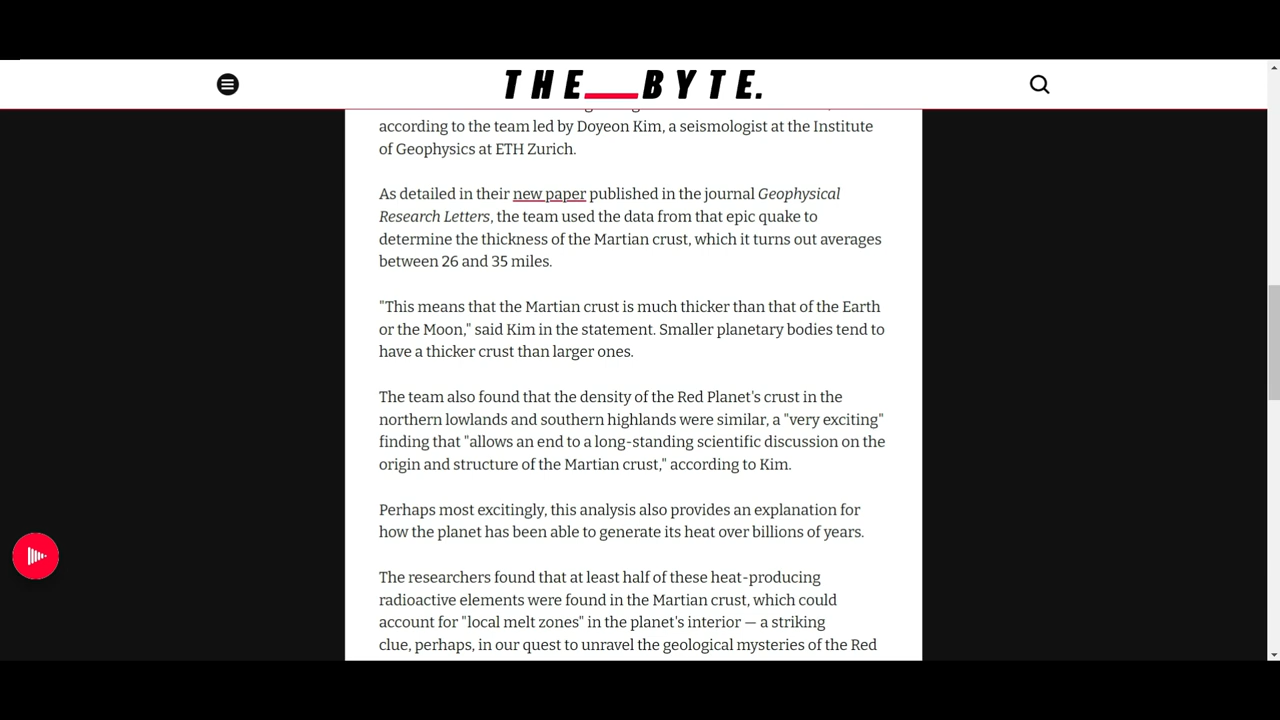 THE__BYTE.
according to the team led by Doyeon Kim, a seismologist at the Institute
of Geophysics at ETH Zurich.
As detailed in their new paper published in the journal Geophysical
Research Letters, the team used the data from that epic quake to
determine the thickness of the Martian crust, which it turns out averages
between 26 and 35 miles.
"This means that the Martian crust is much thicker than that of the Earth
or the Moon," said Kim in the statement. Smaller planetary bodies tend to
have a thicker crust than larger ones.
The team also found that the density of the Red Planet's crust in the
northern lowlands and southern highlands were similar, a "very exciting"
finding that "allows an end to a long-standing scientific discussion on the
origin and structure of the Martian crust," according to Kim.
Perhaps most excitingly, this analysis also provides an explanation for
how the planet has been able to generate its heat over billions of years.
The researchers found that at least half of these heat-producing
radioactive elements were found in the Martian crust, which could
account for "local melt zones" in the planet's interior — a striking
clue, perhaps, in our quest to unravel the geological mysteries of the Red